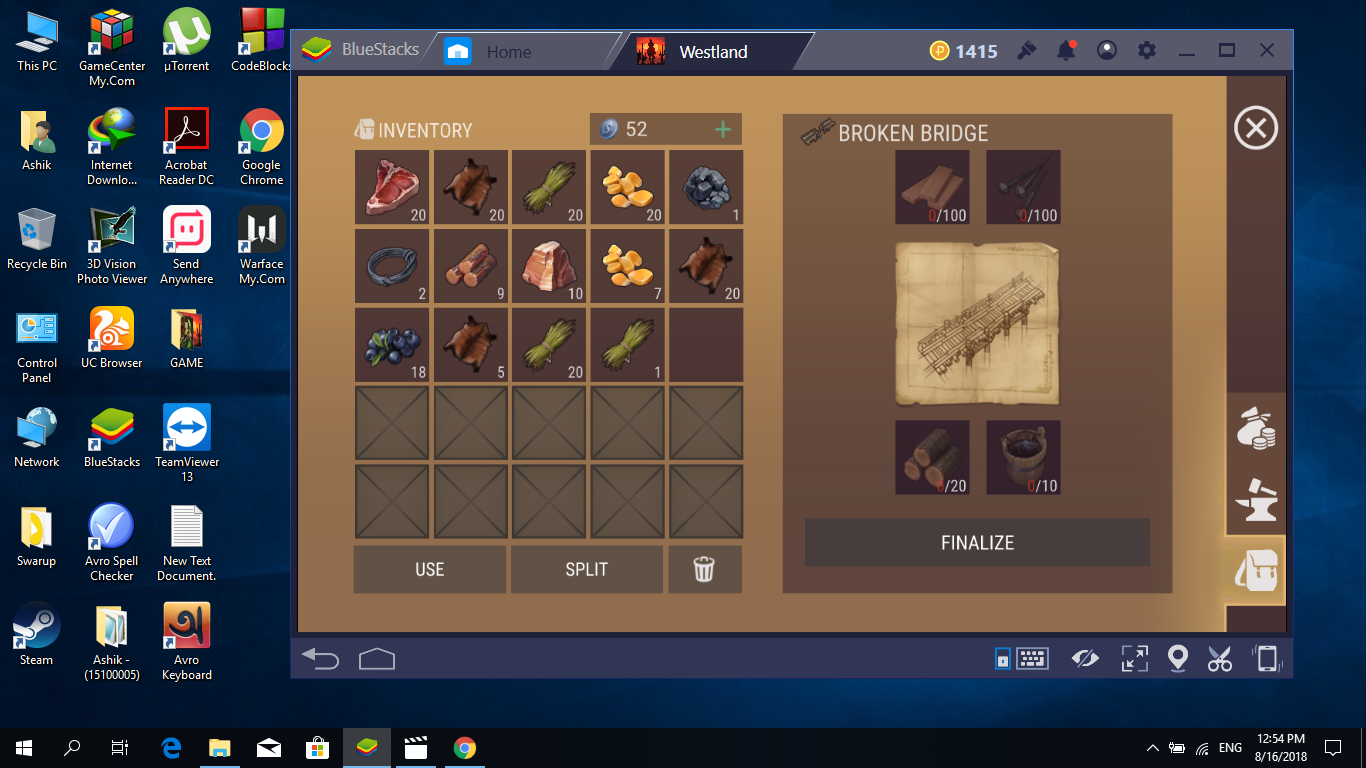 This PC
GameCenter
My.Com
µTorrent
CodeBlocks
Ashik
Internet
Downlo...
Acrobat
Reader DC
Google
Chrome
Recycle Bin
3D Vision
Photo Viewer
Send
Anywhere
Warface
My.Com
Control
Panel
UC Browser
GAME
Network
BlueStacks
TeamViewer
13
Swarup
Avro Spell
Checker
New Text
Document.
Steam
Ashik -
(15100005)
Avro
Keyboard
BlueStacks
Home
Westland
P 1415
INVENTORY
52
+
20
20
20
20
1
2
9
10
7
20
18
5
20
1
USE
SPLIT
BROKEN BRIDGE
0/100
0/100
0/20
0/10
FINALIZE
ENG
12:54 PM
8/16/2018